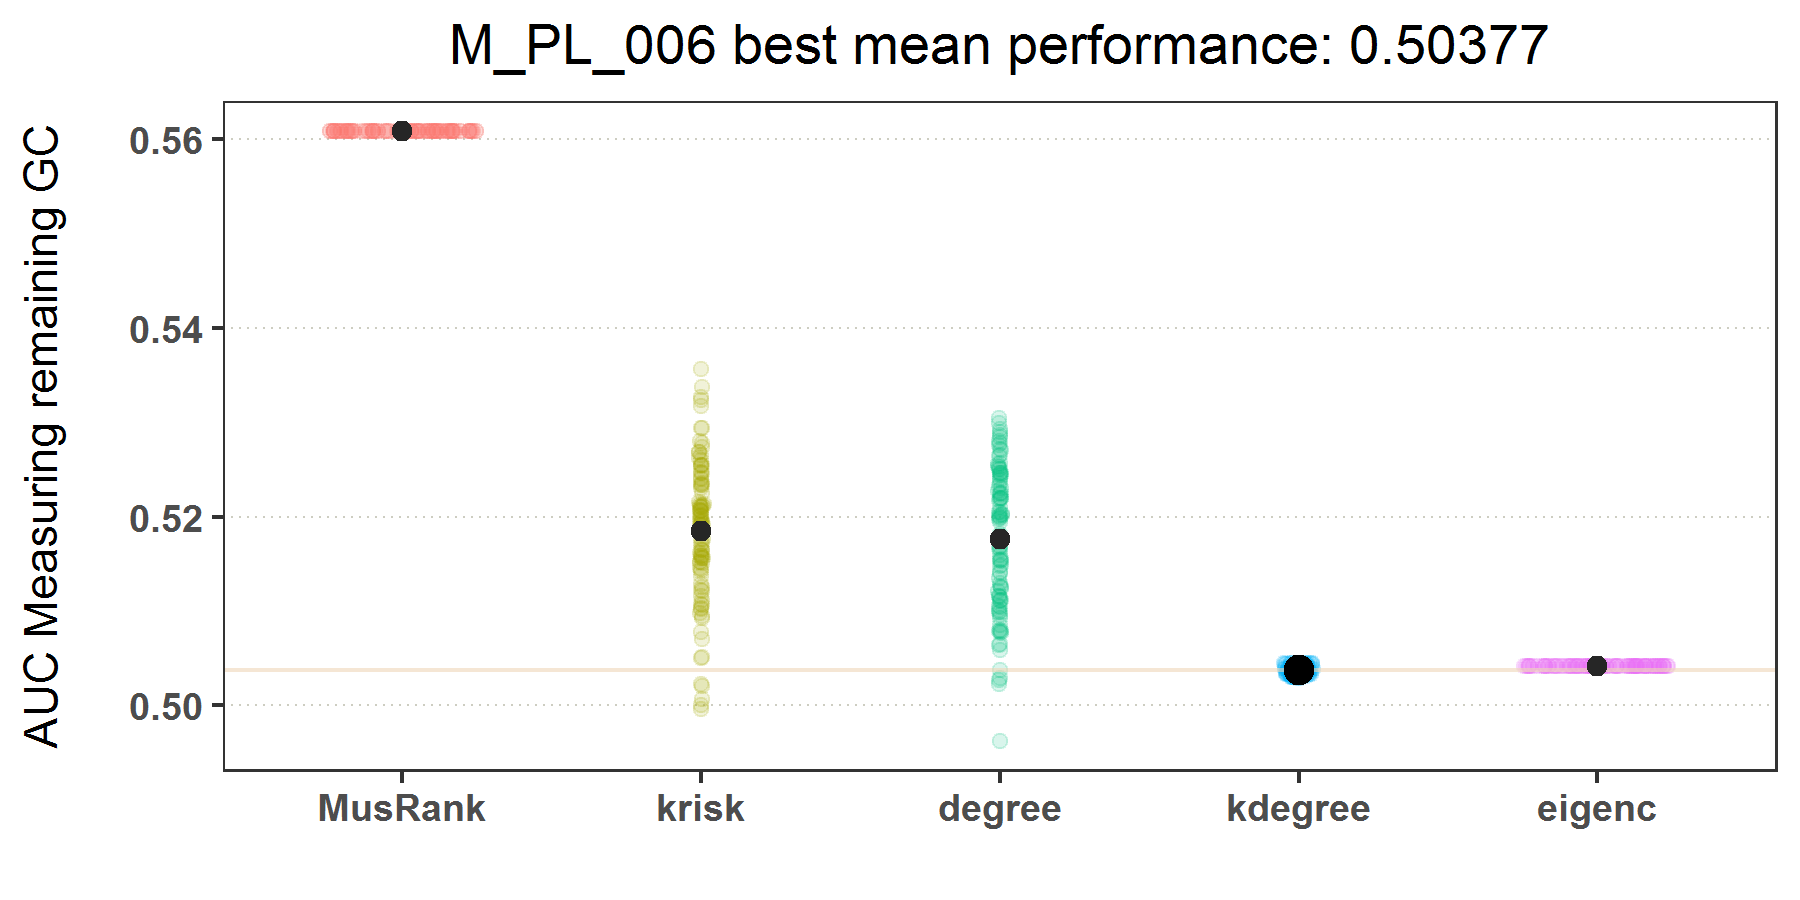 M_PL_006 best mean performance: 0.50377
AUC Measuring remaining GC
0.56
0.54
0.52
0.50
MusRank
krisk
degree
kdegree
eigenc